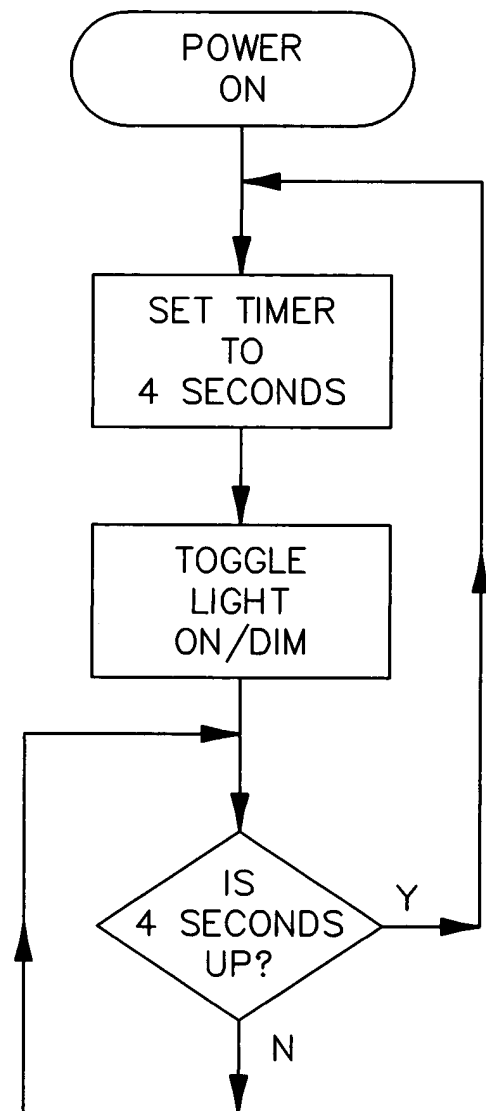 POWER
ON
SET TIMER
TO
4 SECONDS
TOGGLE
LIGHT
ON/DIM
IS
4 SECONDS
UP?
Y
N